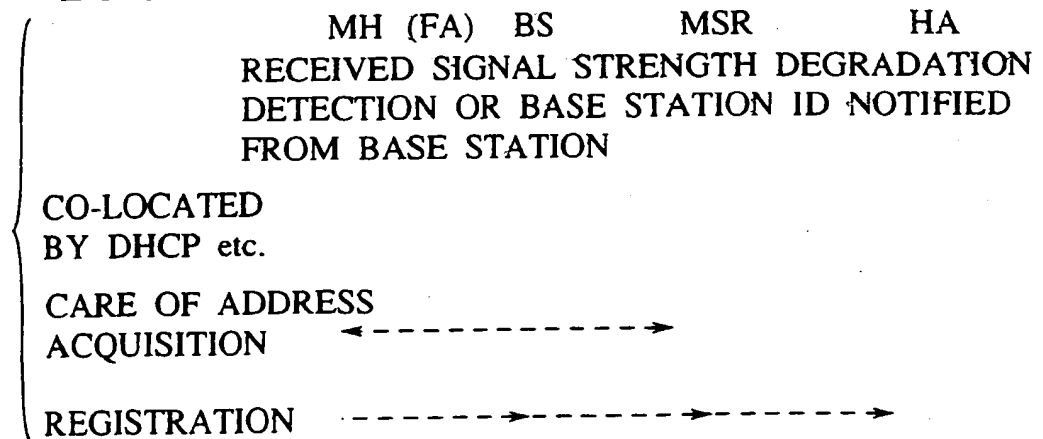 MH (FA) BS MSR HA
RECEIVED SIGNAL STRENGTH DEGRADATION
DETECTION OR BASE STATION ID NOTIFIED
FROM BASE STATION
CO-LOCATED
BY DHCP etc.
CARE OF ADDRESS
ACQUISITION
REGISTRATION